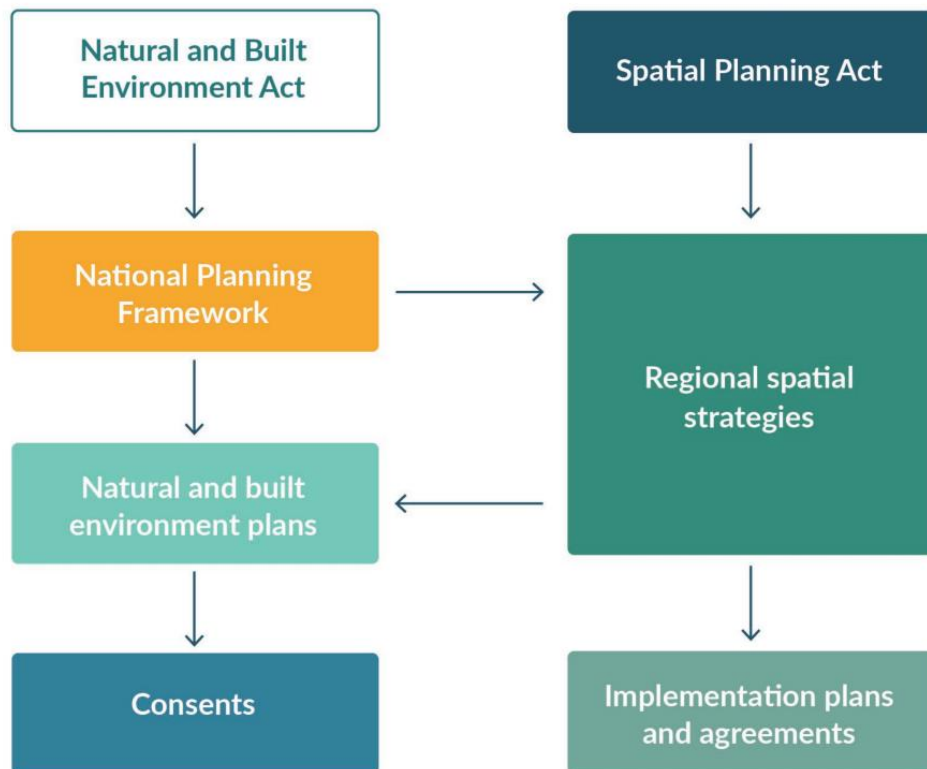 Natural and Built
Environment Act
Spatial Planning Act
National Planning
Framework
Regional spatial
strategies
Natural and built
environment plans
Consents
Implementation plans
and agreements